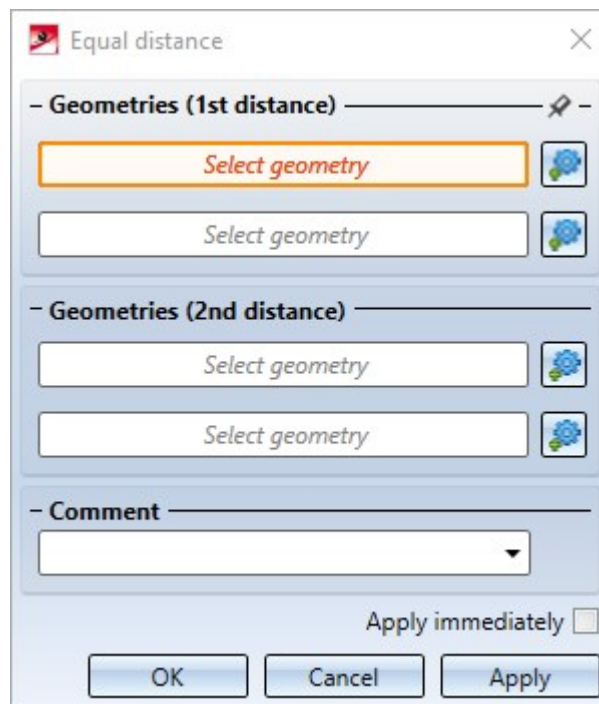 Equal distance
Geometries (1st distance)
Select geometry
Select geometry
Geometries (2nd distance)
Select geometry
Select geometry
Comment
Apply immediately
OK Cancel Apply